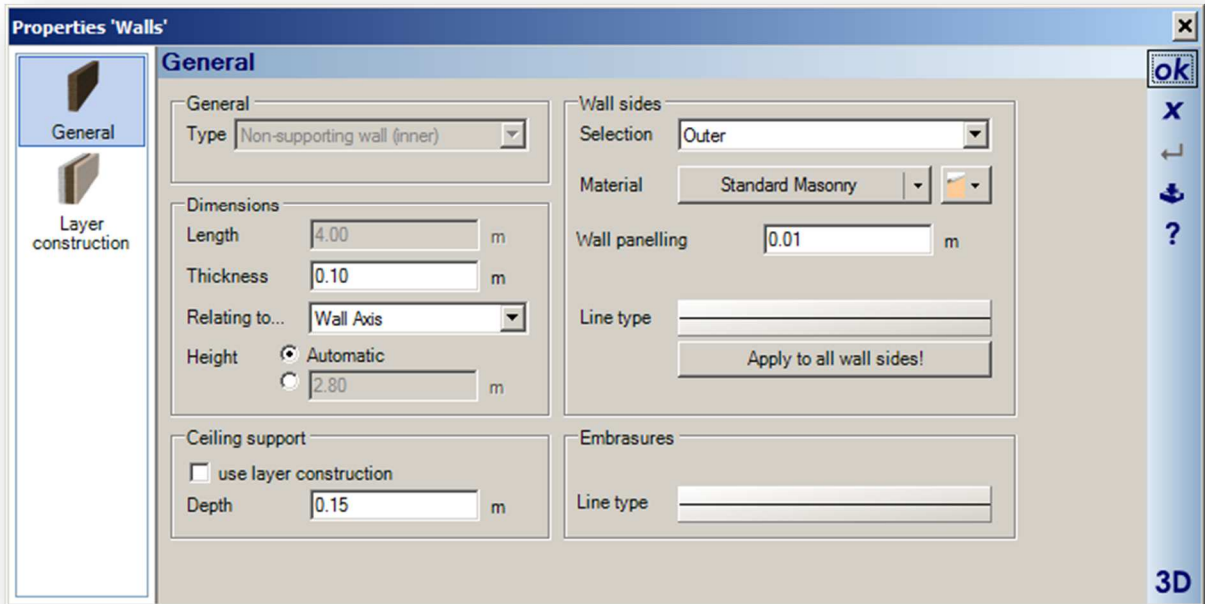 Properties 'Walls'
General
Layer
construction
General
General
Type Non-supporting wall (inner)
Dimensions
Length 4.00 m
Thickness 0.10 m
Relating to... Wall Axis
Height Automatic
2.80 m
Ceiling support
use layer construction
Depth 0.15 m
Wall sides
Selection Outer
Material Standard Masonry
Wall panelling 0.01 m
Line type
Apply to all wall sides!
Embrasures
Line type
ok
x
?
3D